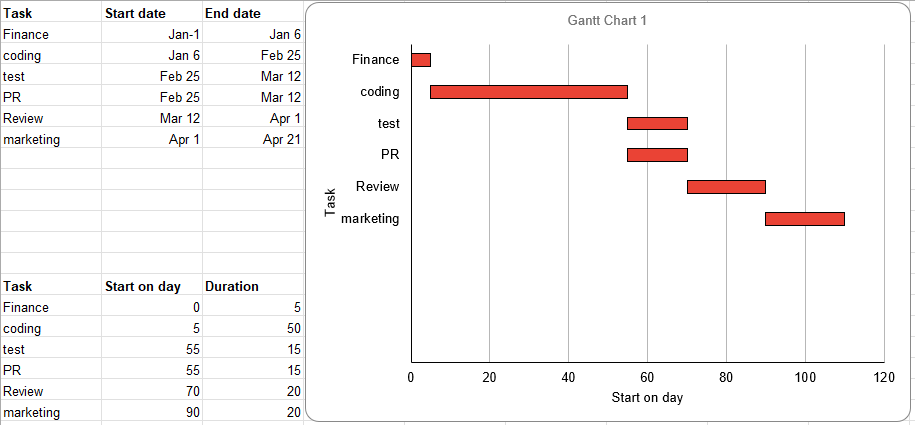 Task Start date End date
Finance Jan-1 Jan 6
coding Jan 6 Feb 25
test Feb 25 Mar 12
PR Feb 25 Mar 12
Review Mar 12 Apr 1
marketing Apr 1 Apr 21
Task Start on day Duration
Finance 0 5
coding 5 50
test 55 15
PR 55 15
Review 70 20
marketing 90 20
Gantt Chart 1
Finance
coding
test
PR
Review
marketing
Task
0 20 40 60 80 100 120
Start on day